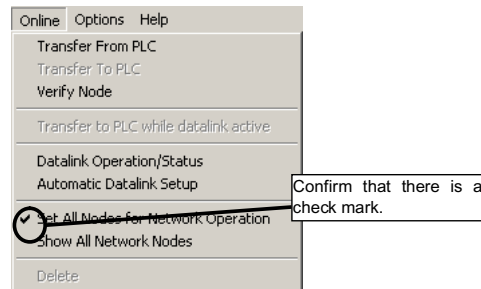 Online Options Help
Transfer From PLC
Transfer To PLC
Verify Node
Transfer to PLC while datalink active
Datalink Operation/Status
Automatic Datalink Setup
Set All Nodes for Network Operation
Show All Network Nodes
Delete
Confirm that there is a
check mark.